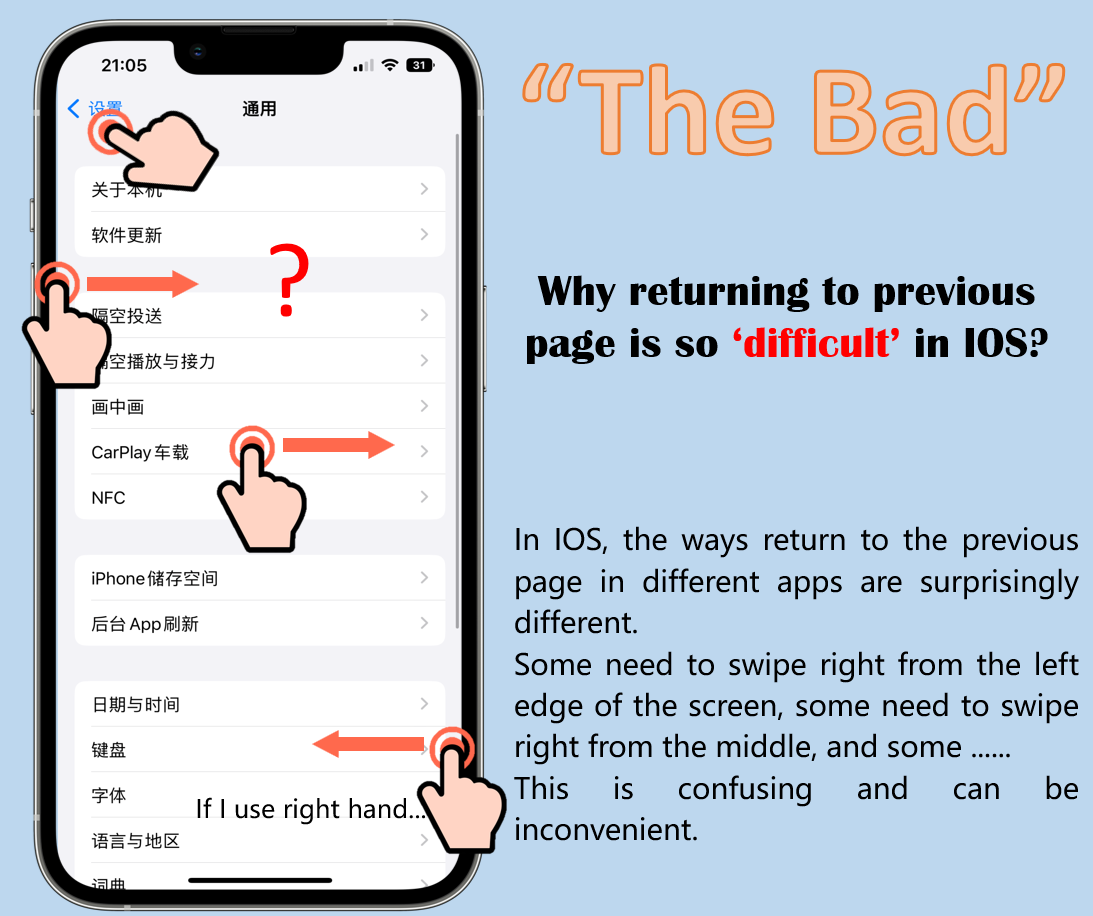 21:05
31
设置
通用
关于本机
软件更新
?
隔空投送
隔空播放与接力
画中画
CarPlay 车载
NFC
iPhone 储存空间
后台 App 刷新
日期与时间
键盘
字体
If I use right hand...
语言与地区
词典
“The Bad”
Why returning to previous
page is so ‘difficult’ in IOS?
In IOS, the ways return to the previous
page in different apps are surprisingly
different.
Some need to swipe right from the left
edge of the screen, some need to swipe
right from the middle, and some ......
This is confusing and can be
inconvenient.